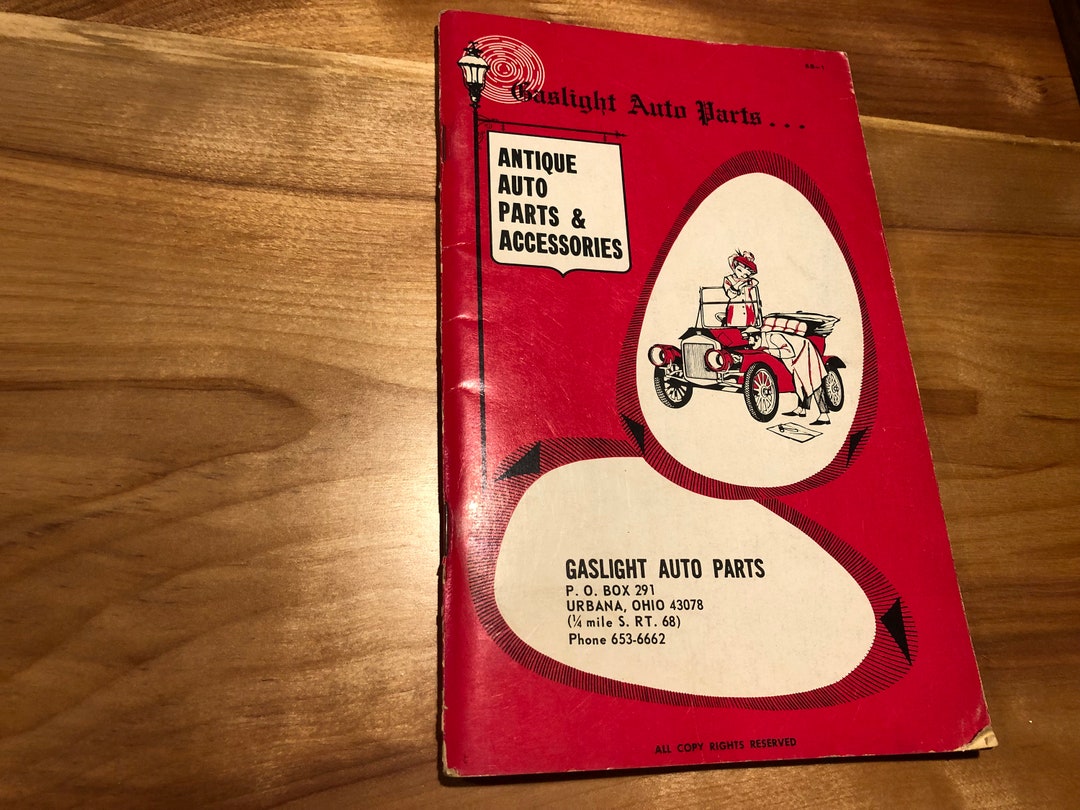 Gaslight Auto Parts...
ANTIQUE
AUTO
PARTS &
ACCESSORIES
GASLIGHT AUTO PARTS
P. O. BOX 291
URBANA, OHIO 43078
(¼ mile S. RT. 68)
Phone 653-6662
ALL COPY RIGHTS RESERVED